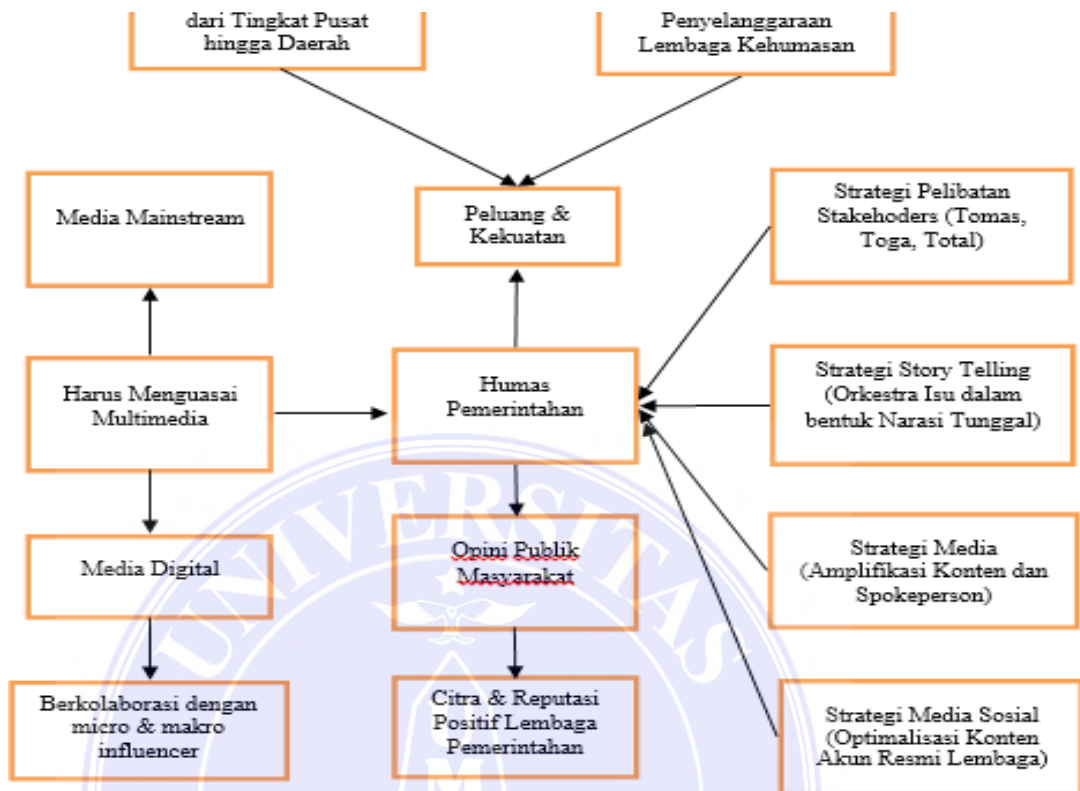 dari Tingkat Pusat
hingga Daerah
Penyelanggaraan
Lembaga Kehumasan
Media Mainstream
Peluang &
Kekuatan
Strategi Pelibatan
Stakehoders (Tomas,
Toga, Total)
Harus Menguasai
Multimedia
Humas
Pemerintahan
Strategi Story Telling
(Orkestra Isu dalam
bentuk Narasi Tunggal)
Media Digital
Opini Publik
Masyarakat
Strategi Media
(Amplifikasi Konten dan
Spokeperson)
Berkolaborasi dengan
micro & makro
influencer
Citra & Reputasi
Positif Lembaga
Pemerintahan
Strategi Media Sosial
(Optimalisasi Konten
Akun Resmi Lembaga)
UNIVERSITAS
M